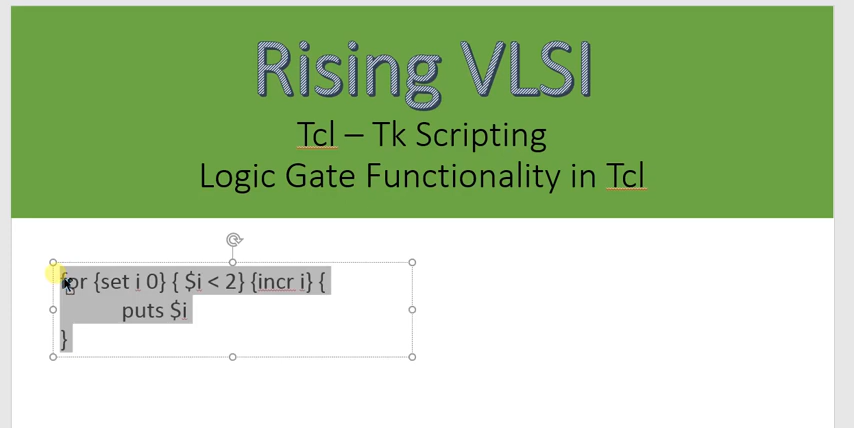 Rising VLSI
Tcl – Tk Scripting
Logic Gate Functionality in Tcl
for {set i 0} { $i < 2} {incr i} {
puts $i
}